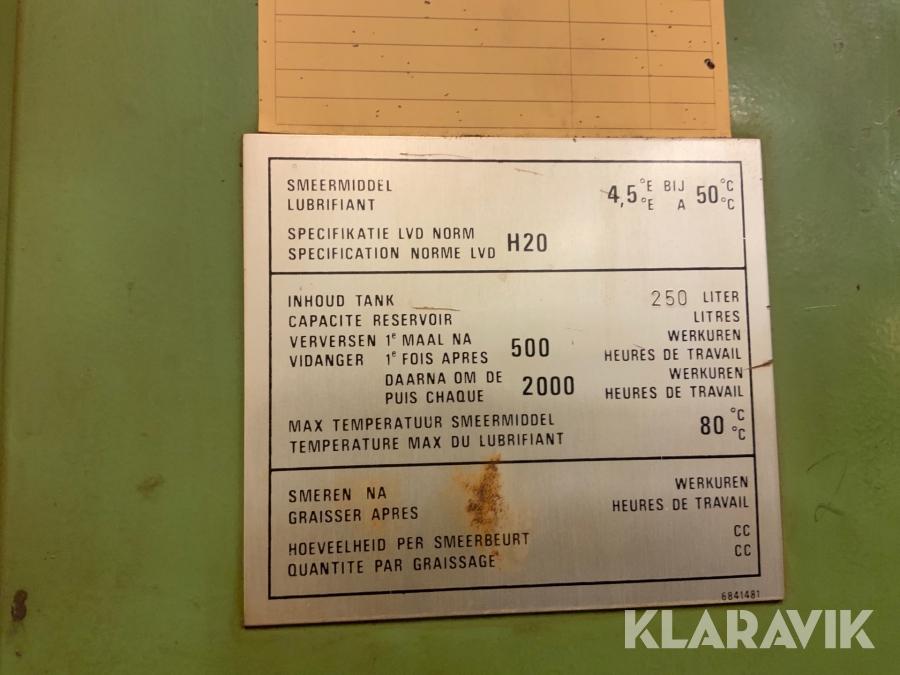 SMEERMIDDEL 4,5 °E BIJ 50 °C
LUBRIFIANT °E A °C
SPECIFIKATIE LVD NORM H20
SPECIFICATION NORME LVD
INHOUD TANK 250 LITER
CAPACITE RESERVOIR LITRES
VERVERSEN 1e MAAL NA 500 WERKUREN
VIDANGER 1e FOIS APRES HEURES DE TRAVAIL
DAARNA OM DE 2000 WERKUREN
PUIS CHAQUE HEURES DE TRAVAIL
MAX TEMPERATUUR SMEERMIDDEL 80 °C
TEMPERATURE MAX DU LUBRIFIANT °C
SMEREN NA WERKUREN
GRAISSER APRES HEURES DE TRAVAIL
HOEVEELHEID PER SMEERBEURT CC
QUANTITE PAR GRAISSAGE CC
6841481
KLARAVIK